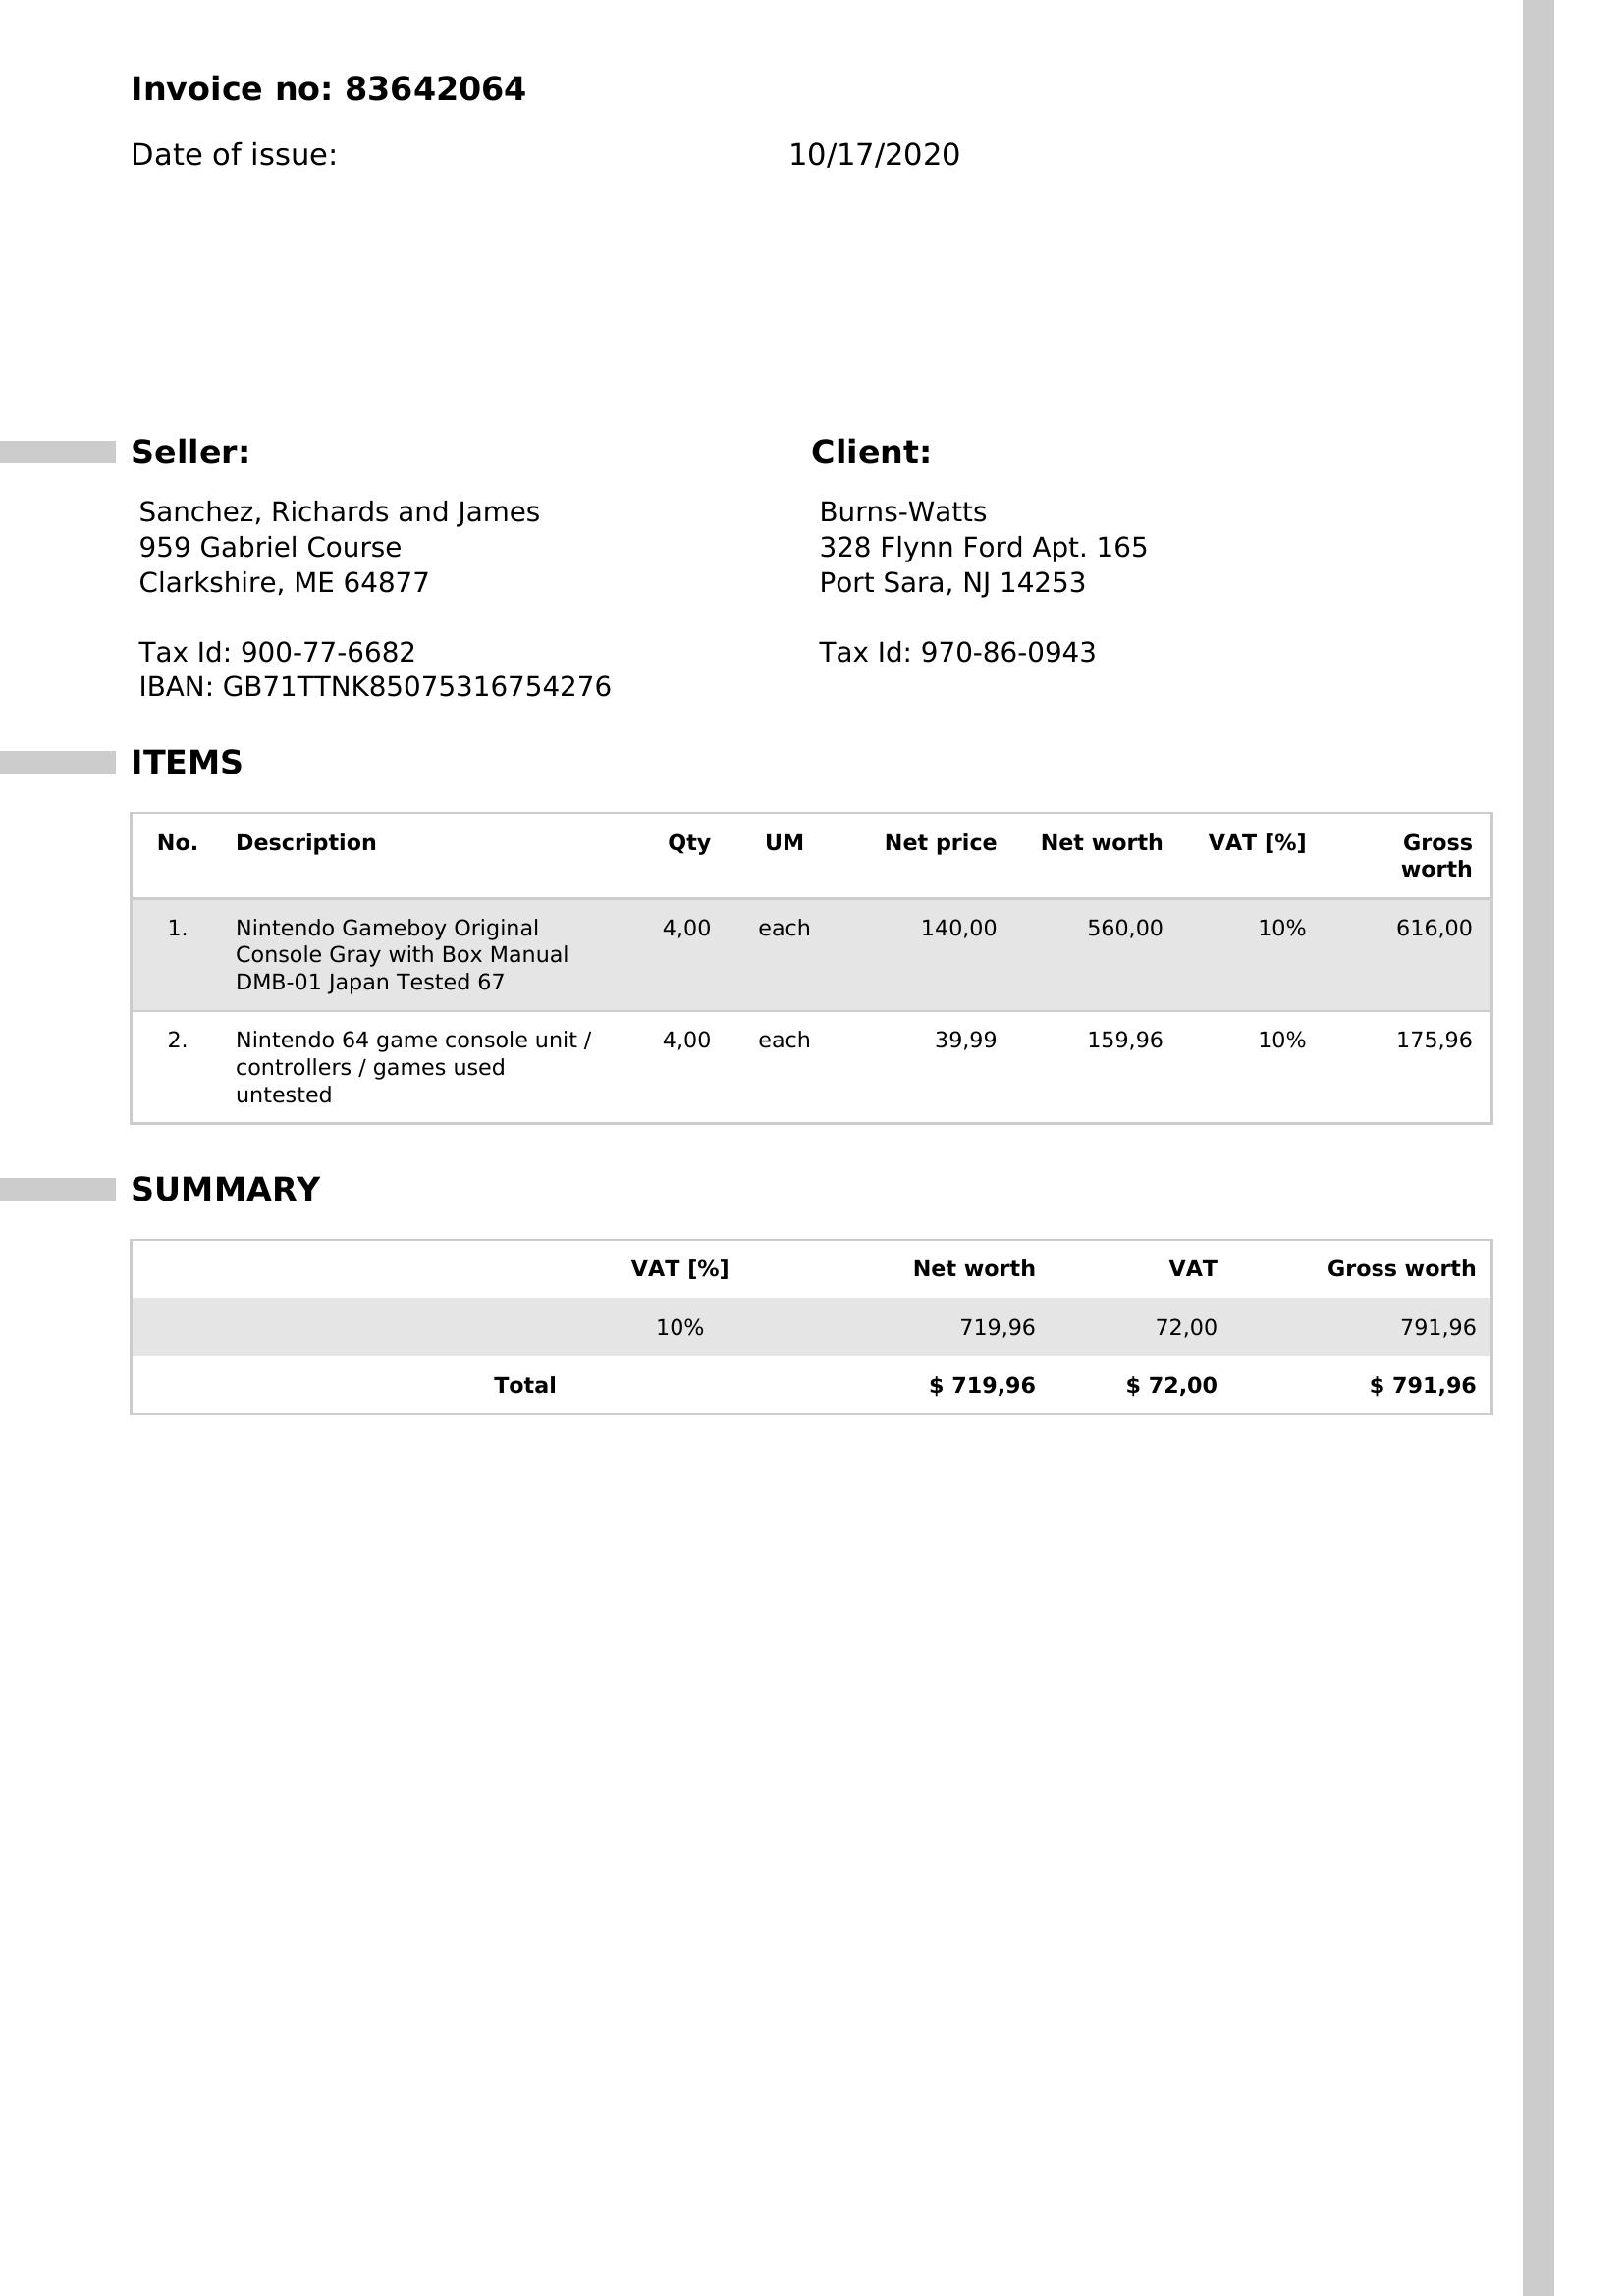 Invoice no: 83642064
Date of issue: 10/17/2020
Seller:
Sanchez, Richards and James
959 Gabriel Course
Clarkshire, ME 64877
Tax Id: 900-77-6682
IBAN: GB71TTNK85075316754276
Client:
Burns-Watts
328 Flynn Ford Apt. 165
Port Sara, NJ 14253
Tax Id: 970-86-0943
ITEMS
No. Description Qty UM Net price Net worth VAT [%] Gross
worth
1. Nintendo Gameboy Original 4,00 each 140,00 560,00 10% 616,00
Console Gray with Box Manual
DMB-01 Japan Tested 67
2. Nintendo 64 game console unit / 4,00 each 39,99 159,96 10% 175,96
controllers / games used
untested
SUMMARY
VAT [%] Net worth VAT Gross worth
10% 719,96 72,00 791,96
Total $ 719,96 $ 72,00 $ 791,96